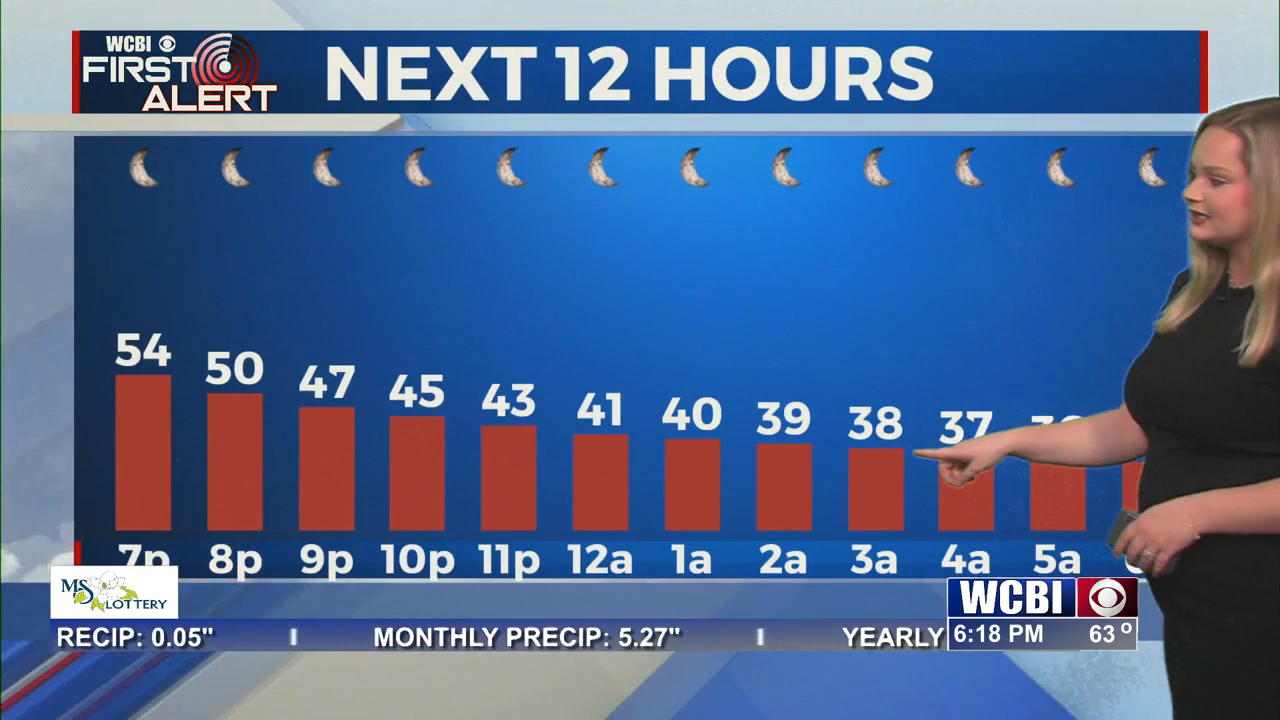 WCBI
FIRST
ALERT
NEXT 12 HOURS
54 50 47 45 43 41 40 39 38 37
7p 8p 9p 10p 11p 12a 1a 2a 3a 4a 5a
MS
LOTTERY
WCBI
RECIP: 0.05" MONTHLY PRECIP: 5.27" YEARLY
6:18 PM 63°